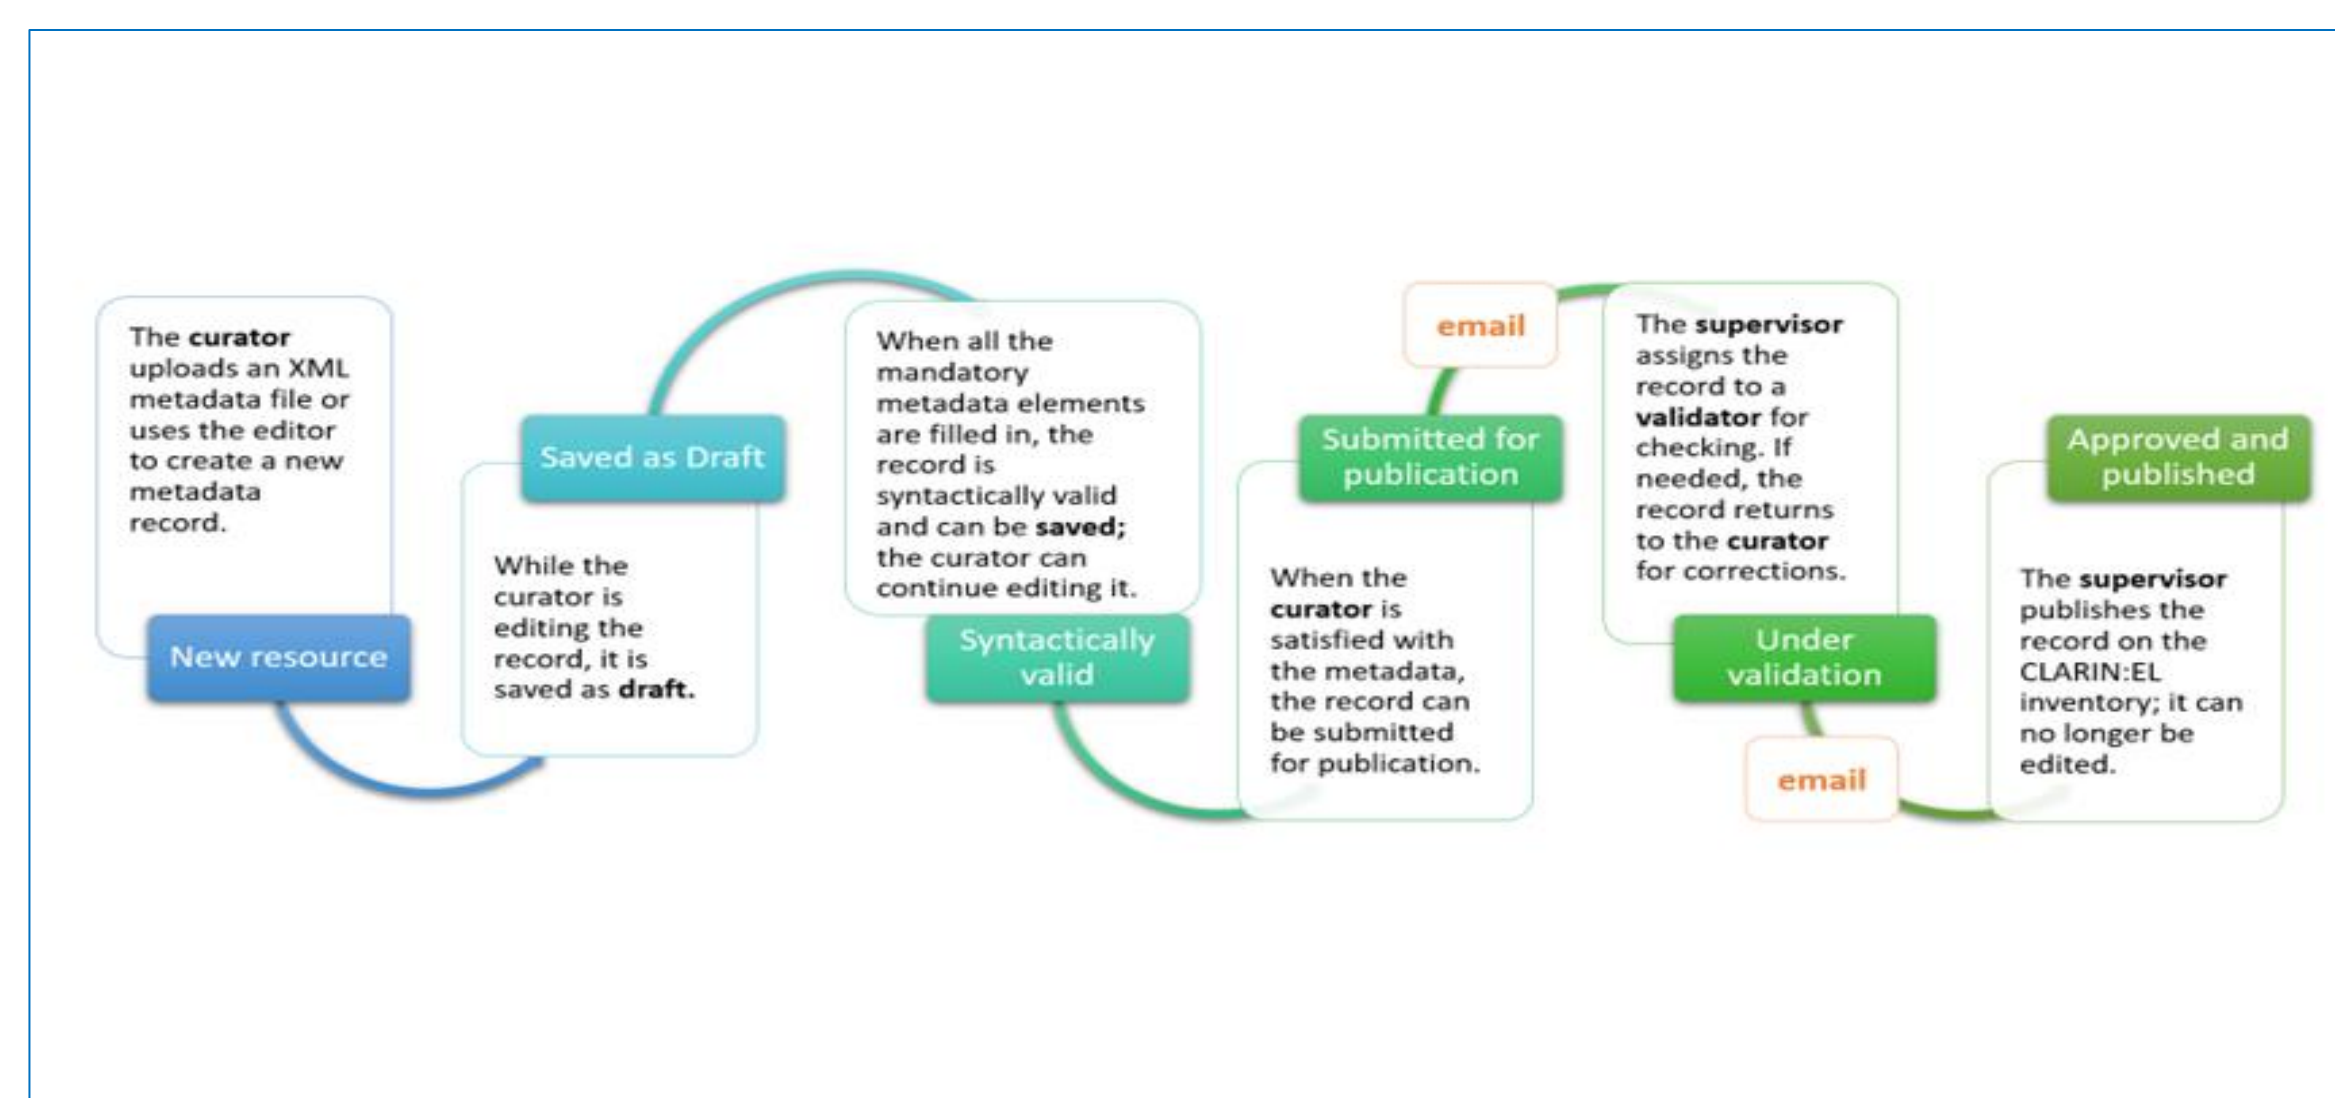 The curator
uploads an XML
metadata file or
uses the editor
to create a new
metadata
record.
New resource
Saved as Draft
While the
curator is
editing the
record, it is
saved as draft.
When all the
mandatory
metadata elements
are filled in, the
record is
syntactically valid
and can be saved;
the curator can
continue editing it.
Syntactically
valid
Submitted for
publication
When the
curator is
satisfied with
the metadata,
the record can
be submitted
for publication.
email
The supervisor
assigns the
record to a
validator for
checking. If
needed, the
record returns
to the curator
for corrections.
Under
validation
email
Approved and
published
The supervisor
publishes the
record on the
CLARIN:EL
inventory; it can
no longer be
edited.